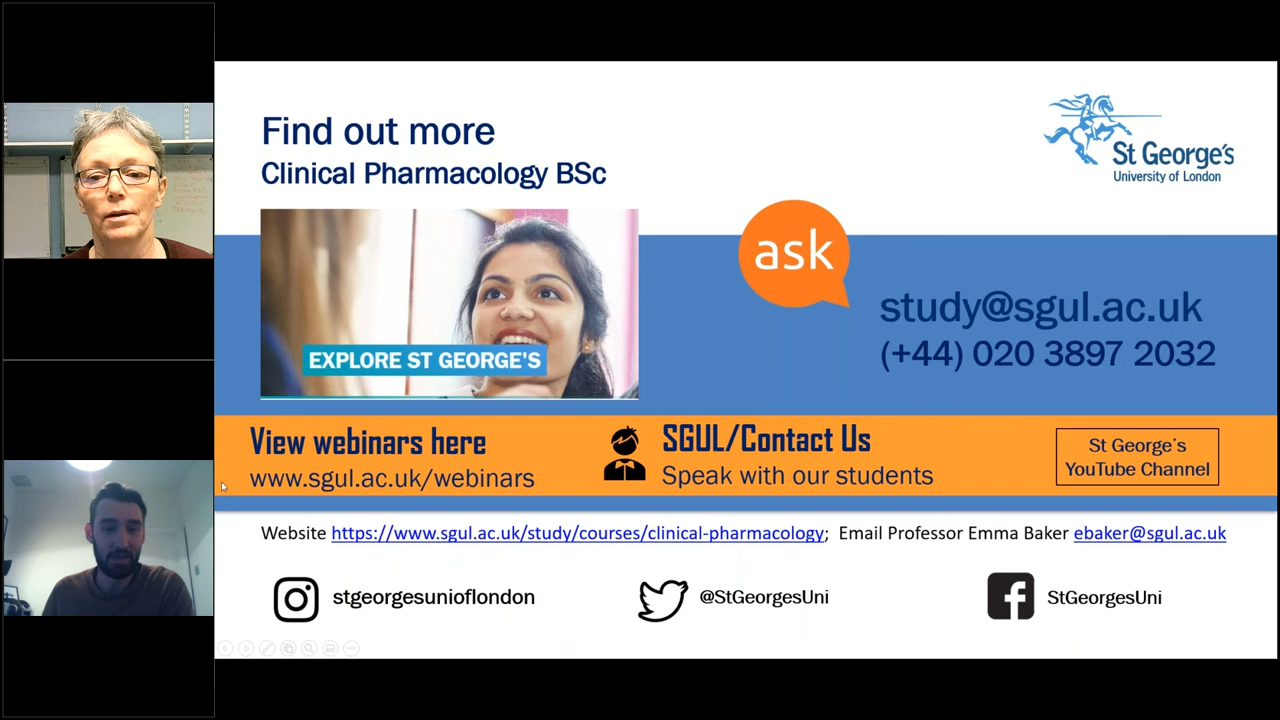 Find out more
Clinical Pharmacology BSc
St George's
University of London
EXPLORE ST GEORGE'S
ask
study@sgul.ac.uk
(+44) 020 3897 2032
View webinars here
www.sgul.ac.uk/webinars
SGUL/Contact Us
Speak with our students
St George's
YouTube Channel
Website https://www.sgul.ac.uk/study/courses/clinical-pharmacology; Email Professor Emma Baker ebaker@sgul.ac.uk
stgeorgesunioflondon
@StGeorgesUni
StGeorgesUni